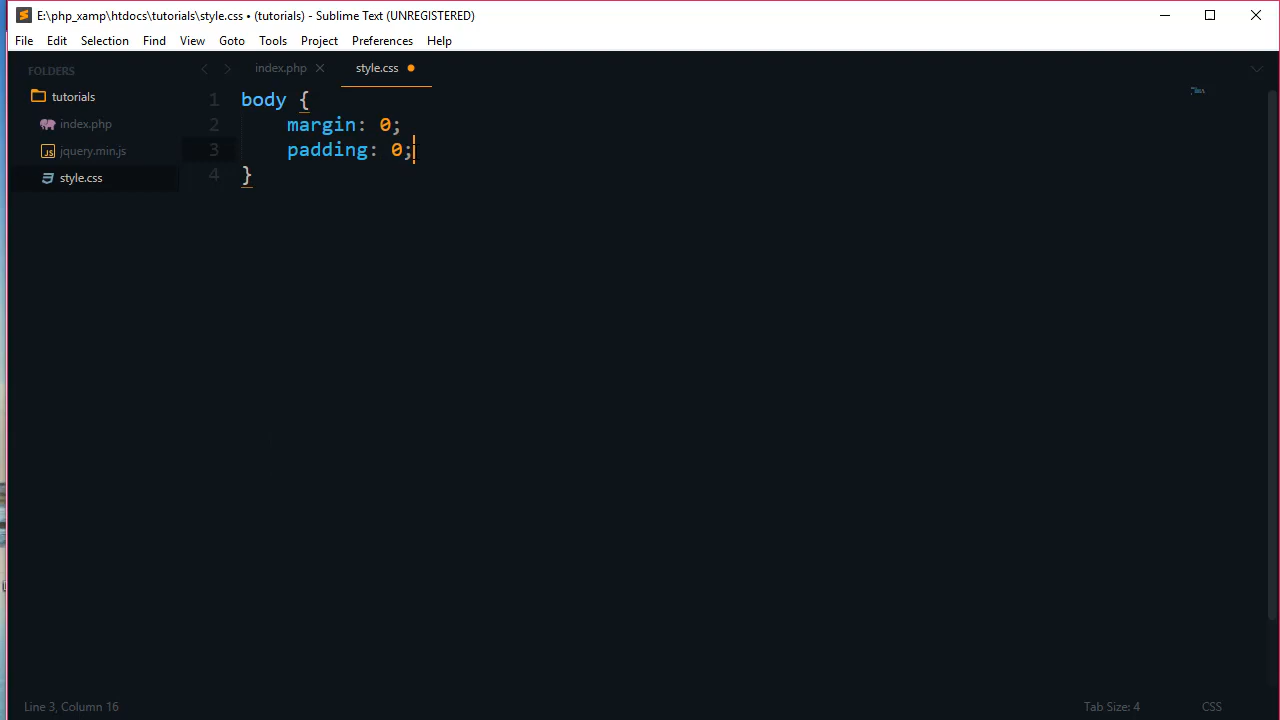 E:\php_xamp\htdocs\tutorials\style.css • (tutorials) - Sublime Text (UNREGISTERED)
File Edit Selection Find View Goto Tools Project Preferences Help
FOLDERS
tutorials
index.php
jquery.min.js
style.css
index.php style.css
1 body {
2     margin: 0;
3     padding: 0;
4 }
Line 3, Column 16
Tab Size: 4
CSS